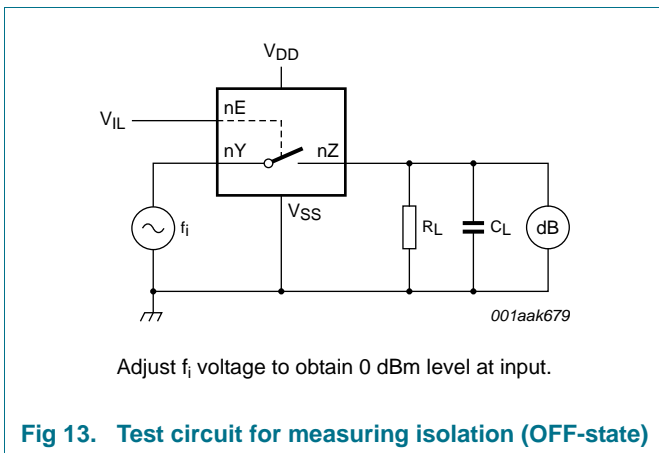 VDD
nE
VIL
nY
nZ
VSS
fi
RL
CL
dB
001aak679
Adjust fi voltage to obtain 0 dBm level at input.
Fig 13. Test circuit for measuring isolation (OFF-state)